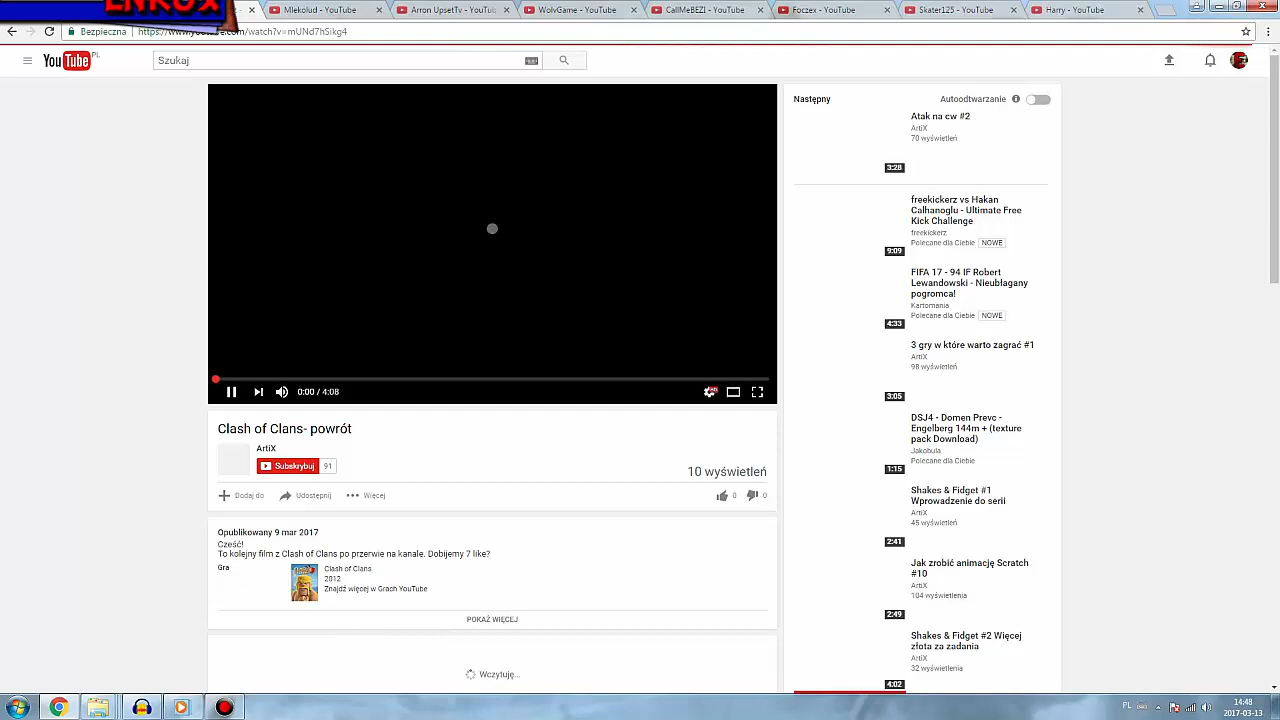 LNKOX
Mlekolud - YouTube
Arron UpsetTv - YouTube
WolvGame - YouTube
CallMeBEZI - YouTube
Foczex - YouTube
Skater125 - YouTube
Harry - YouTube
Bezpieczna
https://www.youtube.com/watch?v=mUNd7hSikg4
YouTube PL
Szukaj
Następny
Autoodtwarzanie
Atak na cw #2
ArtiX
70 wyświetleń
3:28
freekickerz vs Hakan
Calhanoglu - Ultimate Free
Kick Challenge
freekickerz
Polecane dla Ciebie NOWE
9:09
FIFA 17 - 94 IF Robert
Lewandowski - Nieubłagany
pogromca!
Kartomania
Polecane dla Ciebie NOWE
4:33
3 gry w które warto zagrać #1
ArtiX
98 wyświetleń
3:05
DSJ4 - Domen Prevc -
Engelberg 144m + (texture
pack Download)
Jakobula
Polecane dla Ciebie
1:15
Shakes & Fidget #1
Wprowadzenie do serii
ArtiX
45 wyświetleń
2:41
Jak zrobić animację Scratch
#10
ArtiX
104 wyświetlenia
2:49
Shakes & Fidget #2 Więcej
złota za zadania
ArtiX
32 wyświetlenia
4:02
0:00 / 4:08
HD
Clash of Clans- powrót
ArtiX
Subskrybuj 91
10 wyświetleń
Dodaj do
Udostępnij
Więcej
0
0
Opublikowany 9 mar 2017
Cześć!
To kolejny film z Clash of Clans po przerwie na kanale. Dobijemy 7 like?
Gra
Clash of Clans
2012
Znajdź więcej w Grach YouTube
POKAŻ WIĘCEJ
Wczytuję...
PL
14:48
2017-03-13